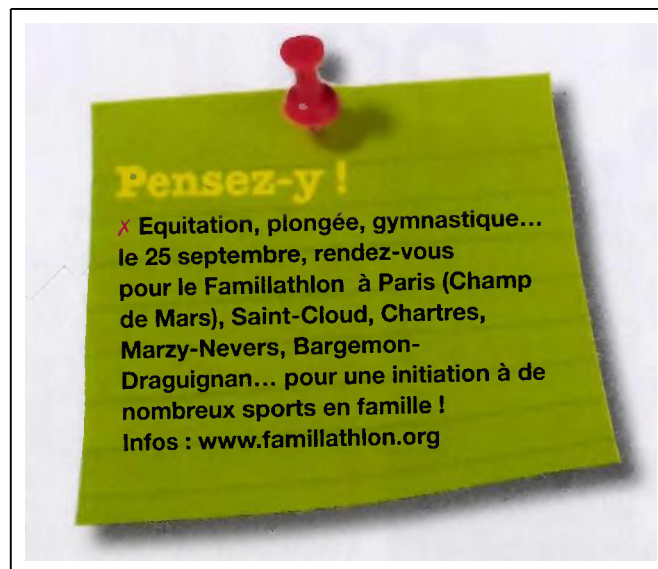 Pensez-y !
✗ Equitation, plongée, gymnastique...
le 25 septembre, rendez-vous
pour le Famillathlon à Paris (Champ
de Mars), Saint-Cloud, Chartres,
Marzy-Nevers, Bargemon-
Draguignan... pour une initiation à de
nombreux sports en famille !
Infos : www.famillathlon.org